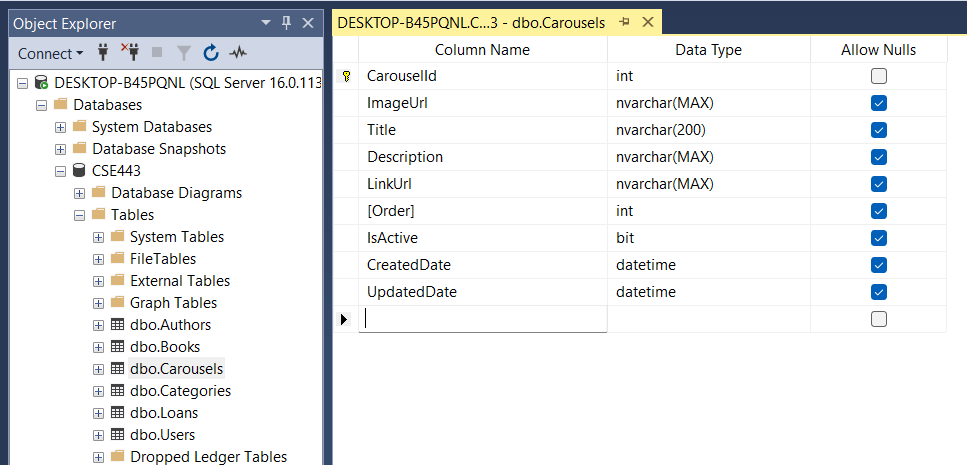 Object Explorer
Connect
DESKTOP-B45PQNL (SQL Server 16.0.113
Databases
System Databases
Database Snapshots
CSE443
Database Diagrams
Tables
System Tables
FileTables
External Tables
Graph Tables
dbo.Authors
dbo.Books
dbo.Carousels
dbo.Categories
dbo.Loans
dbo.Users
Dropped Ledger Tables
DESKTOP-B45PQNL.C...3 - dbo.Carousels
Column Name Data Type Allow Nulls
CarouselId int
ImageUrl nvarchar(MAX)
Title nvarchar(200)
Description nvarchar(MAX)
LinkUrl nvarchar(MAX)
[Order] int
IsActive bit
CreatedDate datetime
UpdatedDate datetime